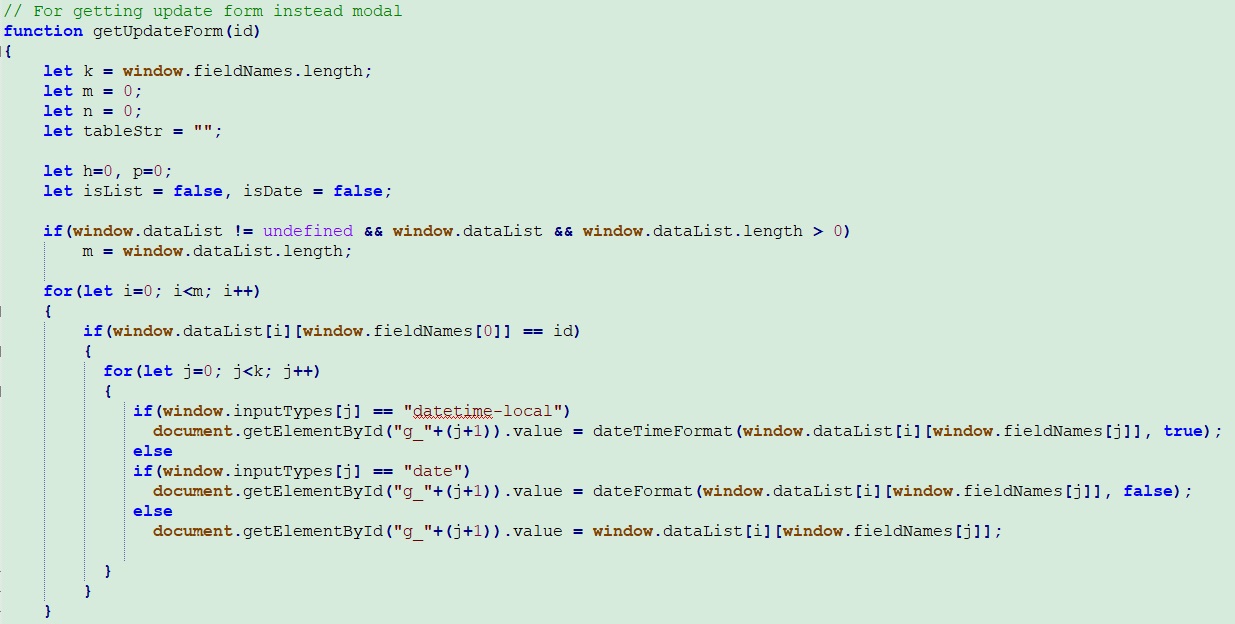 // For getting update form instead modal
function getUpdateForm(id)
{
    let k = window.fieldNames.length;
    let m = 0;
    let n = 0;
    let tableStr = "";

    let h=0, p=0;
    let isList = false, isDate = false;

    if(window.dataList != undefined && window.dataList && window.dataList.length > 0)
        m = window.dataList.length;

    for(let i=0; i<m; i++)
    {
        if(window.dataList[i][window.fieldNames[0]] == id)
        {
          for(let j=0; j<k; j++)
          {
             if(window.inputTypes[j] == "datetime-local")
               document.getElementById("g_"+(j+1)).value = dateTimeFormat(window.dataList[i][window.fieldNames[j]], true);
             else
             if(window.inputTypes[j] == "date")
               document.getElementById("g_"+(j+1)).value = dateFormat(window.dataList[i][window.fieldNames[j]], false);
             else
               document.getElementById("g_"+(j+1)).value = window.dataList[i][window.fieldNames[j]];

          }
        }
    }